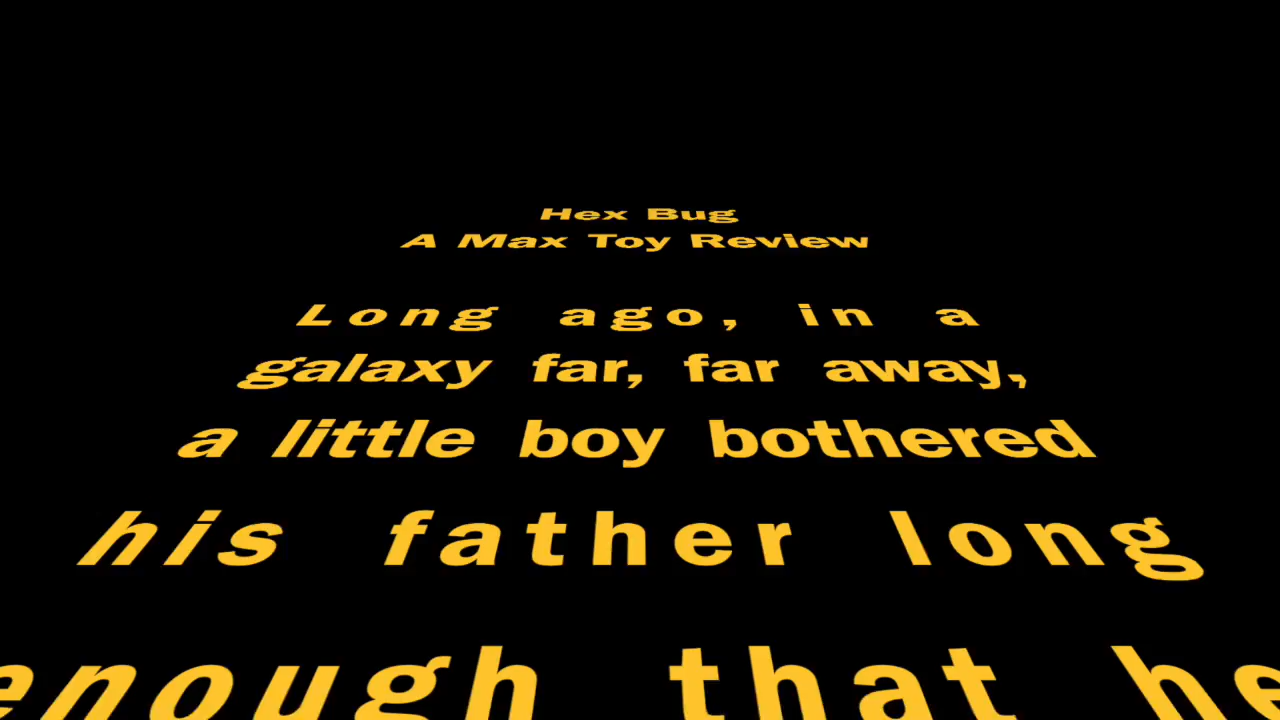 Hex Bug
A Max Toy Review
Long ago, in a
galaxy far, far away,
a little boy bothered
his father long
enough that he